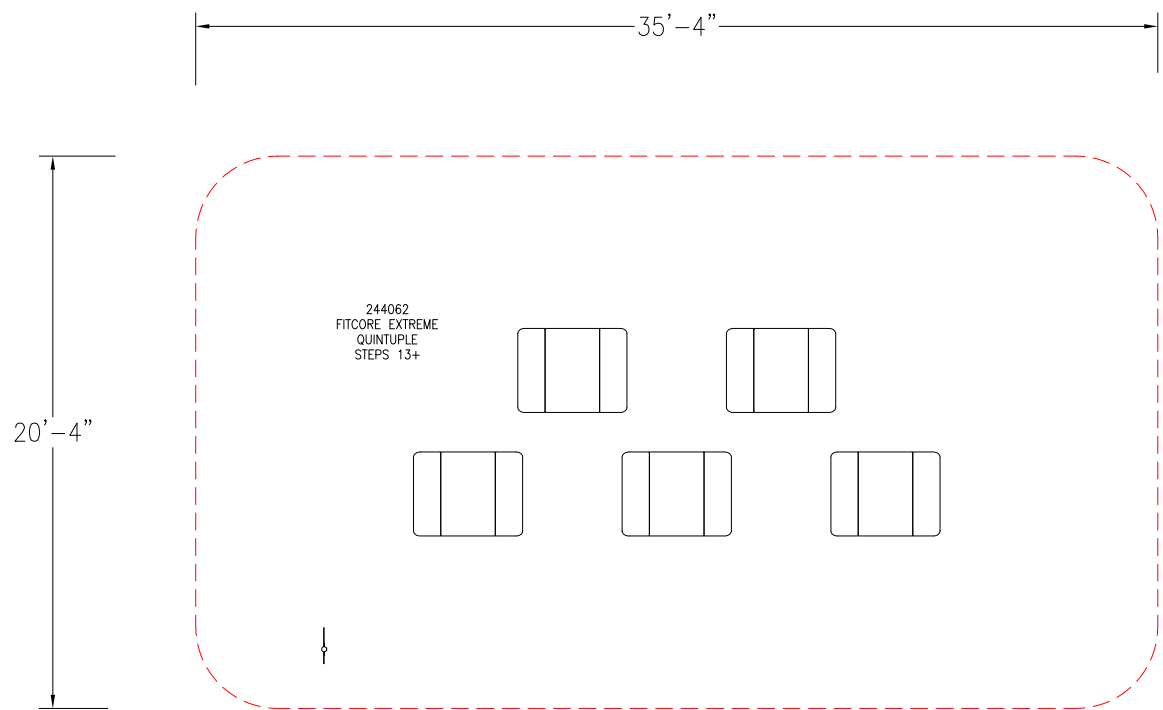 35'-4"
244062
FITCORE EXTREME
QUINTUPLE
STEPS 13+
20'-4"